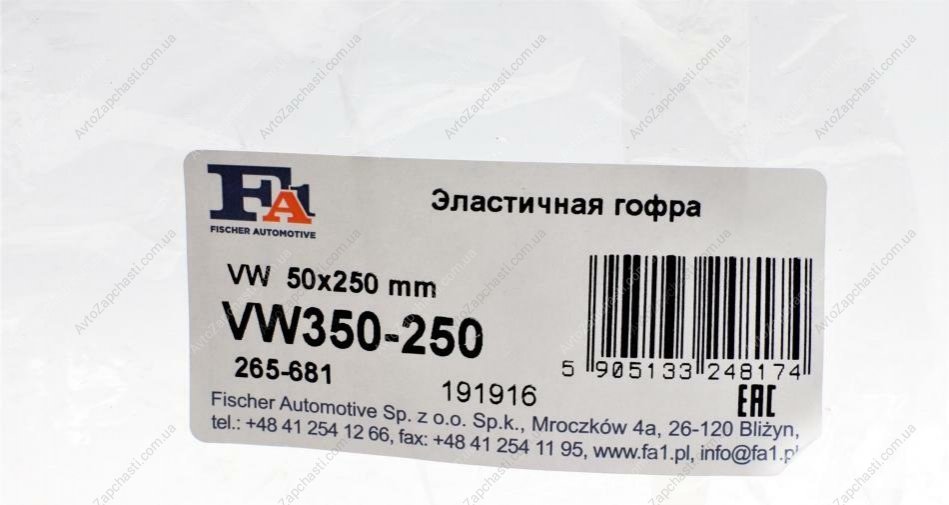 FA1
FISCHER AUTOMOTIVE
Эластичная гофра
VW 50x250 mm
VW350-250
265-681
191916
5 905133 248174
EAC
Fischer Automotive Sp. z o.o. Sp.k., Mroczków 4a, 26-120 Bliżyn,
tel.: +48 41 254 12 66, fax: +48 41 254 11 95, www.fa1.pl, info@fa1.pl
AvtoZapchasti.com.ua